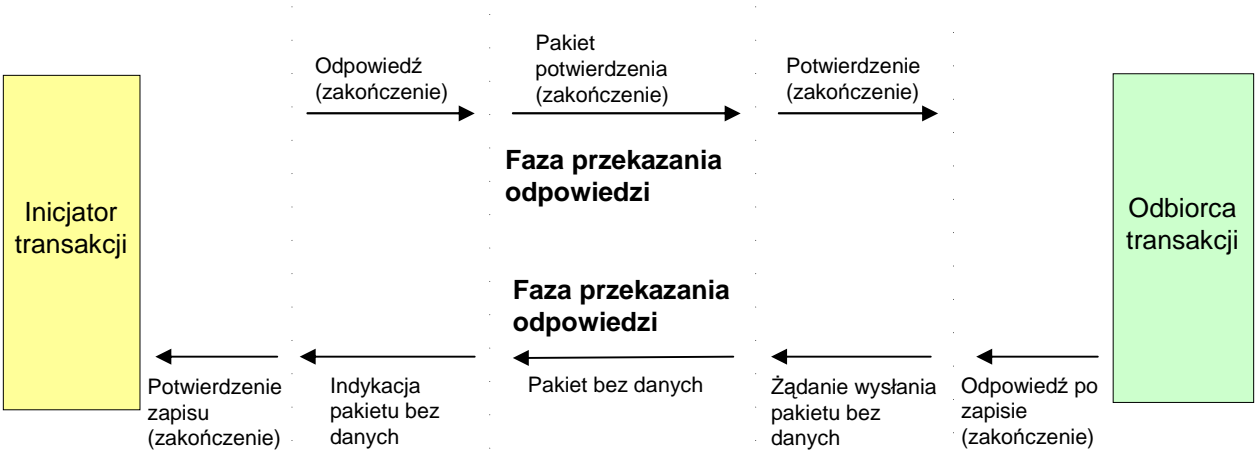 Odpowiedź
(zakończenie)
Pakiet
potwierdzenia
(zakończenie)
Potwierdzenie
(zakończenie)
Faza przekazania
odpowiedzi
Inicjator
transakcji
Odbiorca
transakcji
Faza przekazania
odpowiedzi
Potwierdzenie
zapisu
(zakończenie)
Indykacja
pakietu bez
danych
Pakiet bez danych
Żądanie wysłania
pakietu bez
danych
Odpowiedź po
zapisie
(zakończenie)